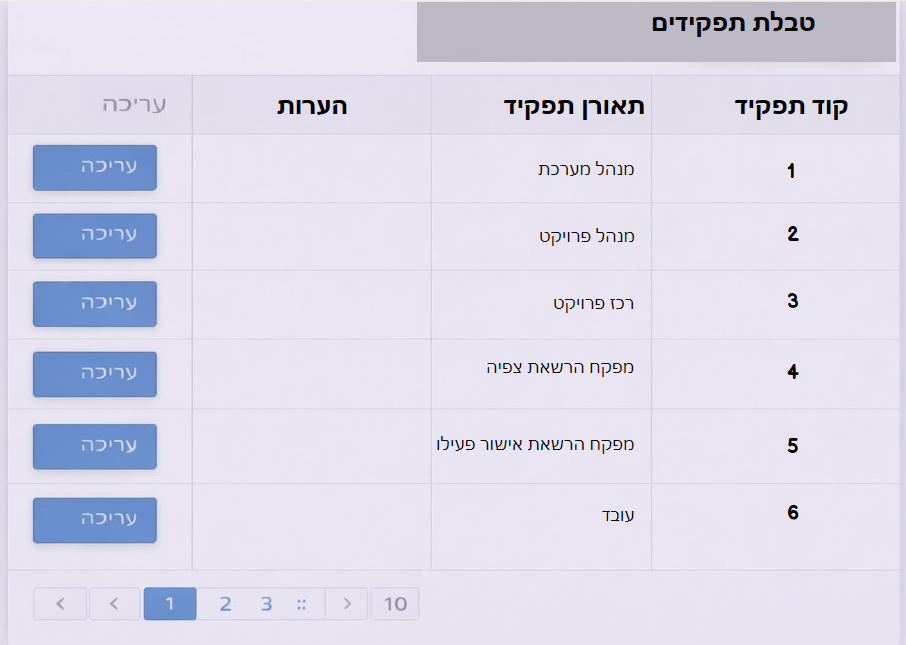 טבלת תפקידים
קוד תפקיד תאורן תפקיד הערות עריכה
1 מנהל מערכת עריכה
2 מנהל פרויקט עריכה
3 רכז פרויקט עריכה
4 מפקח הרשאת צפיה עריכה
5 מפקח הרשאת אישור פעילו עריכה
6 עובד עריכה
< < 1 2 3 :: > 10